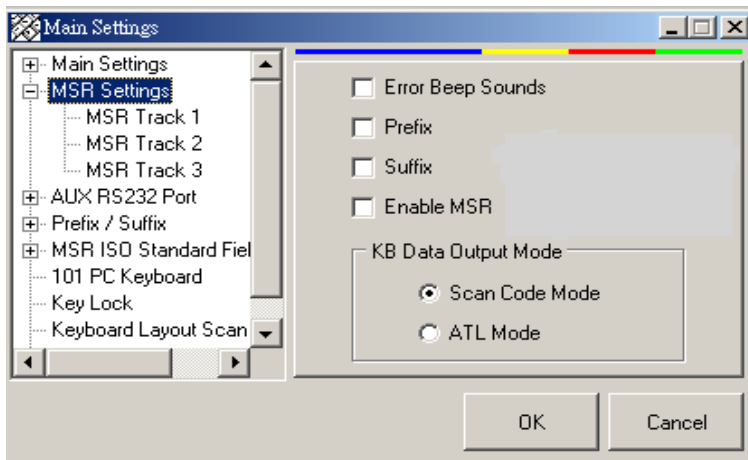 Main Settings
Main Settings
MSR Settings
MSR Track 1
MSR Track 2
MSR Track 3
AUX RS232 Port
Prefix / Suffix
MSR ISO Standard Fiel
101 PC Keyboard
Key Lock
Keyboard Layout Scan
Error Beep Sounds
Prefix
Suffix
Enable MSR
KB Data Output Mode
Scan Code Mode
ATL Mode
OK
Cancel